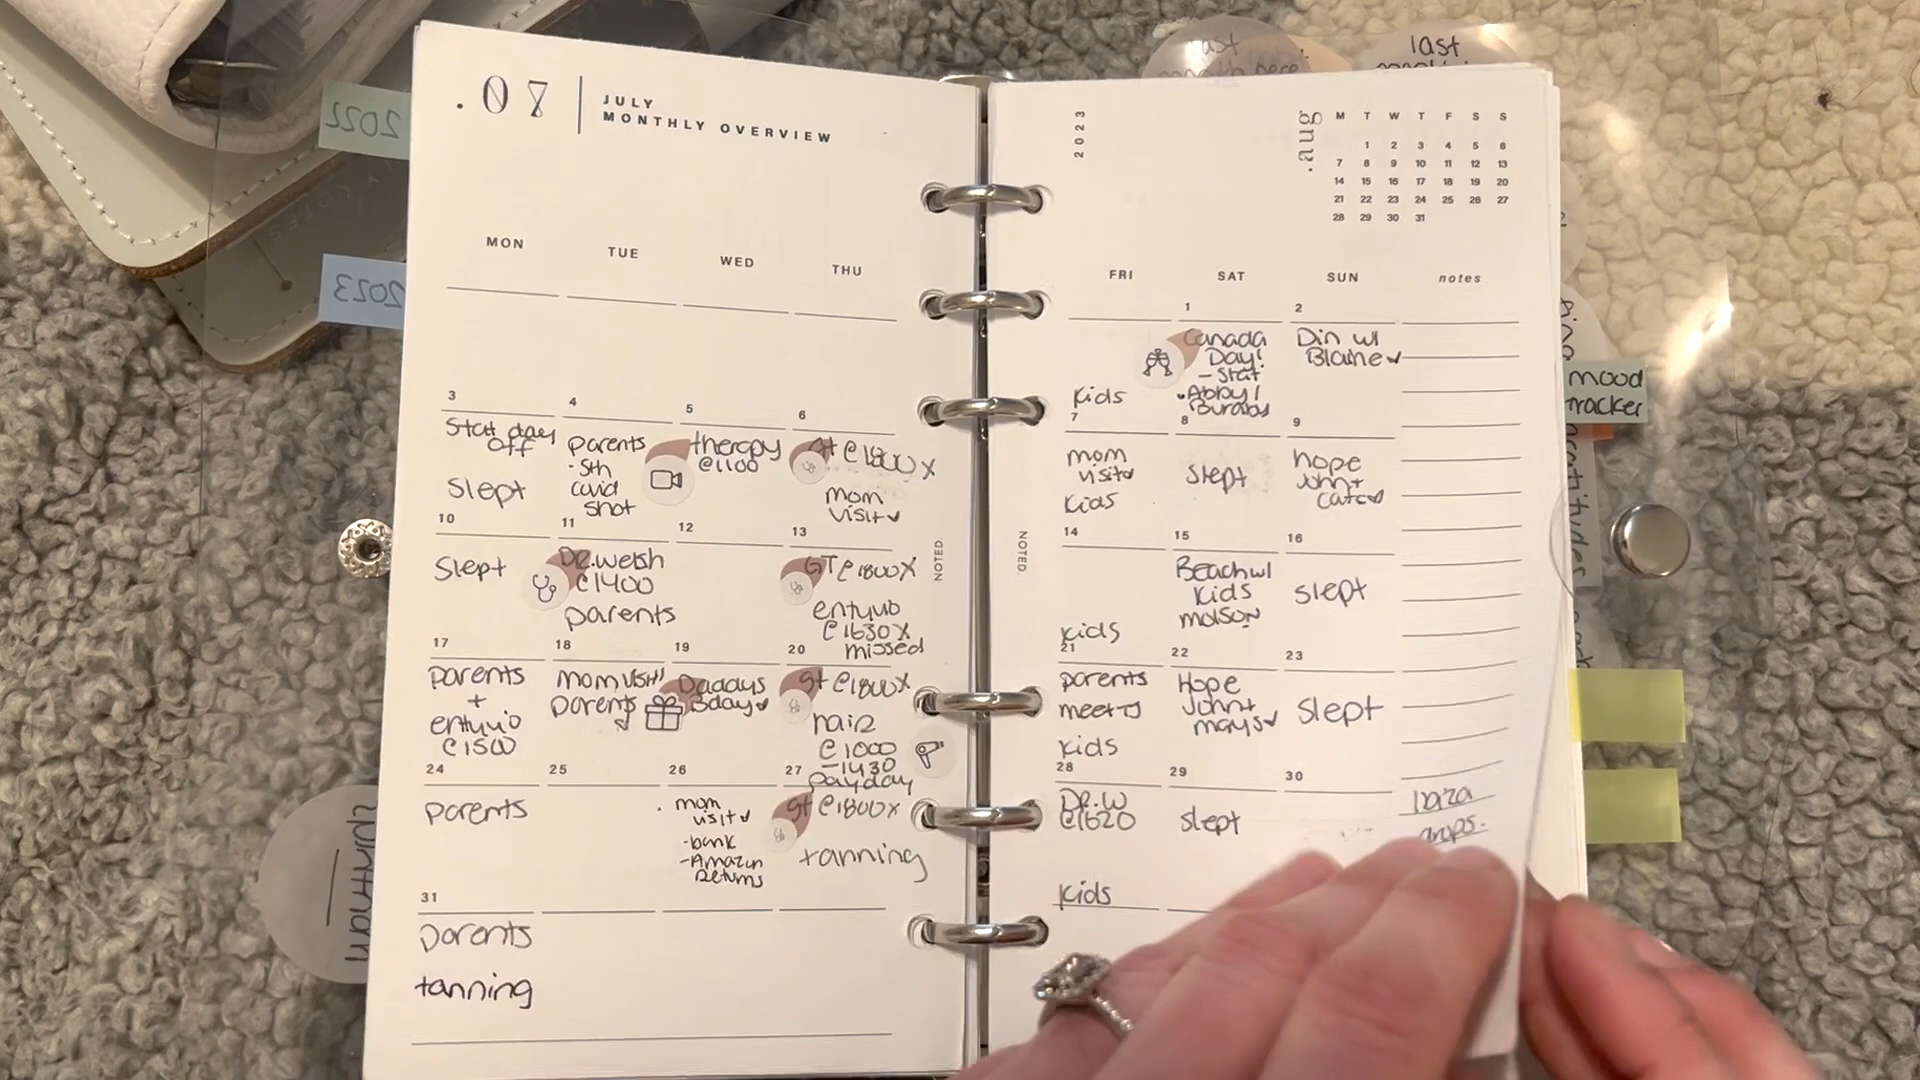 2022
2023
.07
JULY
MONTHLY OVERVIEW
MON
TUE
WED
THU
3
4
5
6
Stat day
off
Slept
parents
· 5th
covid
shot
therapy
@1100
gt @1800 x
mom
visit ✓
10
11
12
13
Slept
Dr. welsh
@1400
parents
GT @1800 x
entyvio
@1630 x
missed
17
18
19
20
parents
+
entyvio
@1500
mom visit
parents
Daddys
Bday ✓
gt @1800 x
hair
@1000
-1430
payday
24
25
26
27
parents
· mom
visit ✓
- bank
- Amazon
returns
gt @1800 x
tanning
31
parents
tanning
NOTED
2023
.aug
M T W T F S S
1 2 3 4 5 6
7 8 9 10 11 12 13
14 15 16 17 18 19 20
21 22 23 24 25 26 27
28 29 30 31
FRI
SAT
SUN
notes
1
2
kids
Canada
Day!
- Stat
Din w/
Blaine ✓
7
8
9
mom
visit ✓
kids
slept
hope
John +
14
15
16
kids
Beach w/
kids
molson
slept
21
22
23
parents
meet
kids
Hope
John +
slept
28
29
30
Dr. W
@1620
kids
slept
NOTED
last
last
mood
tracker